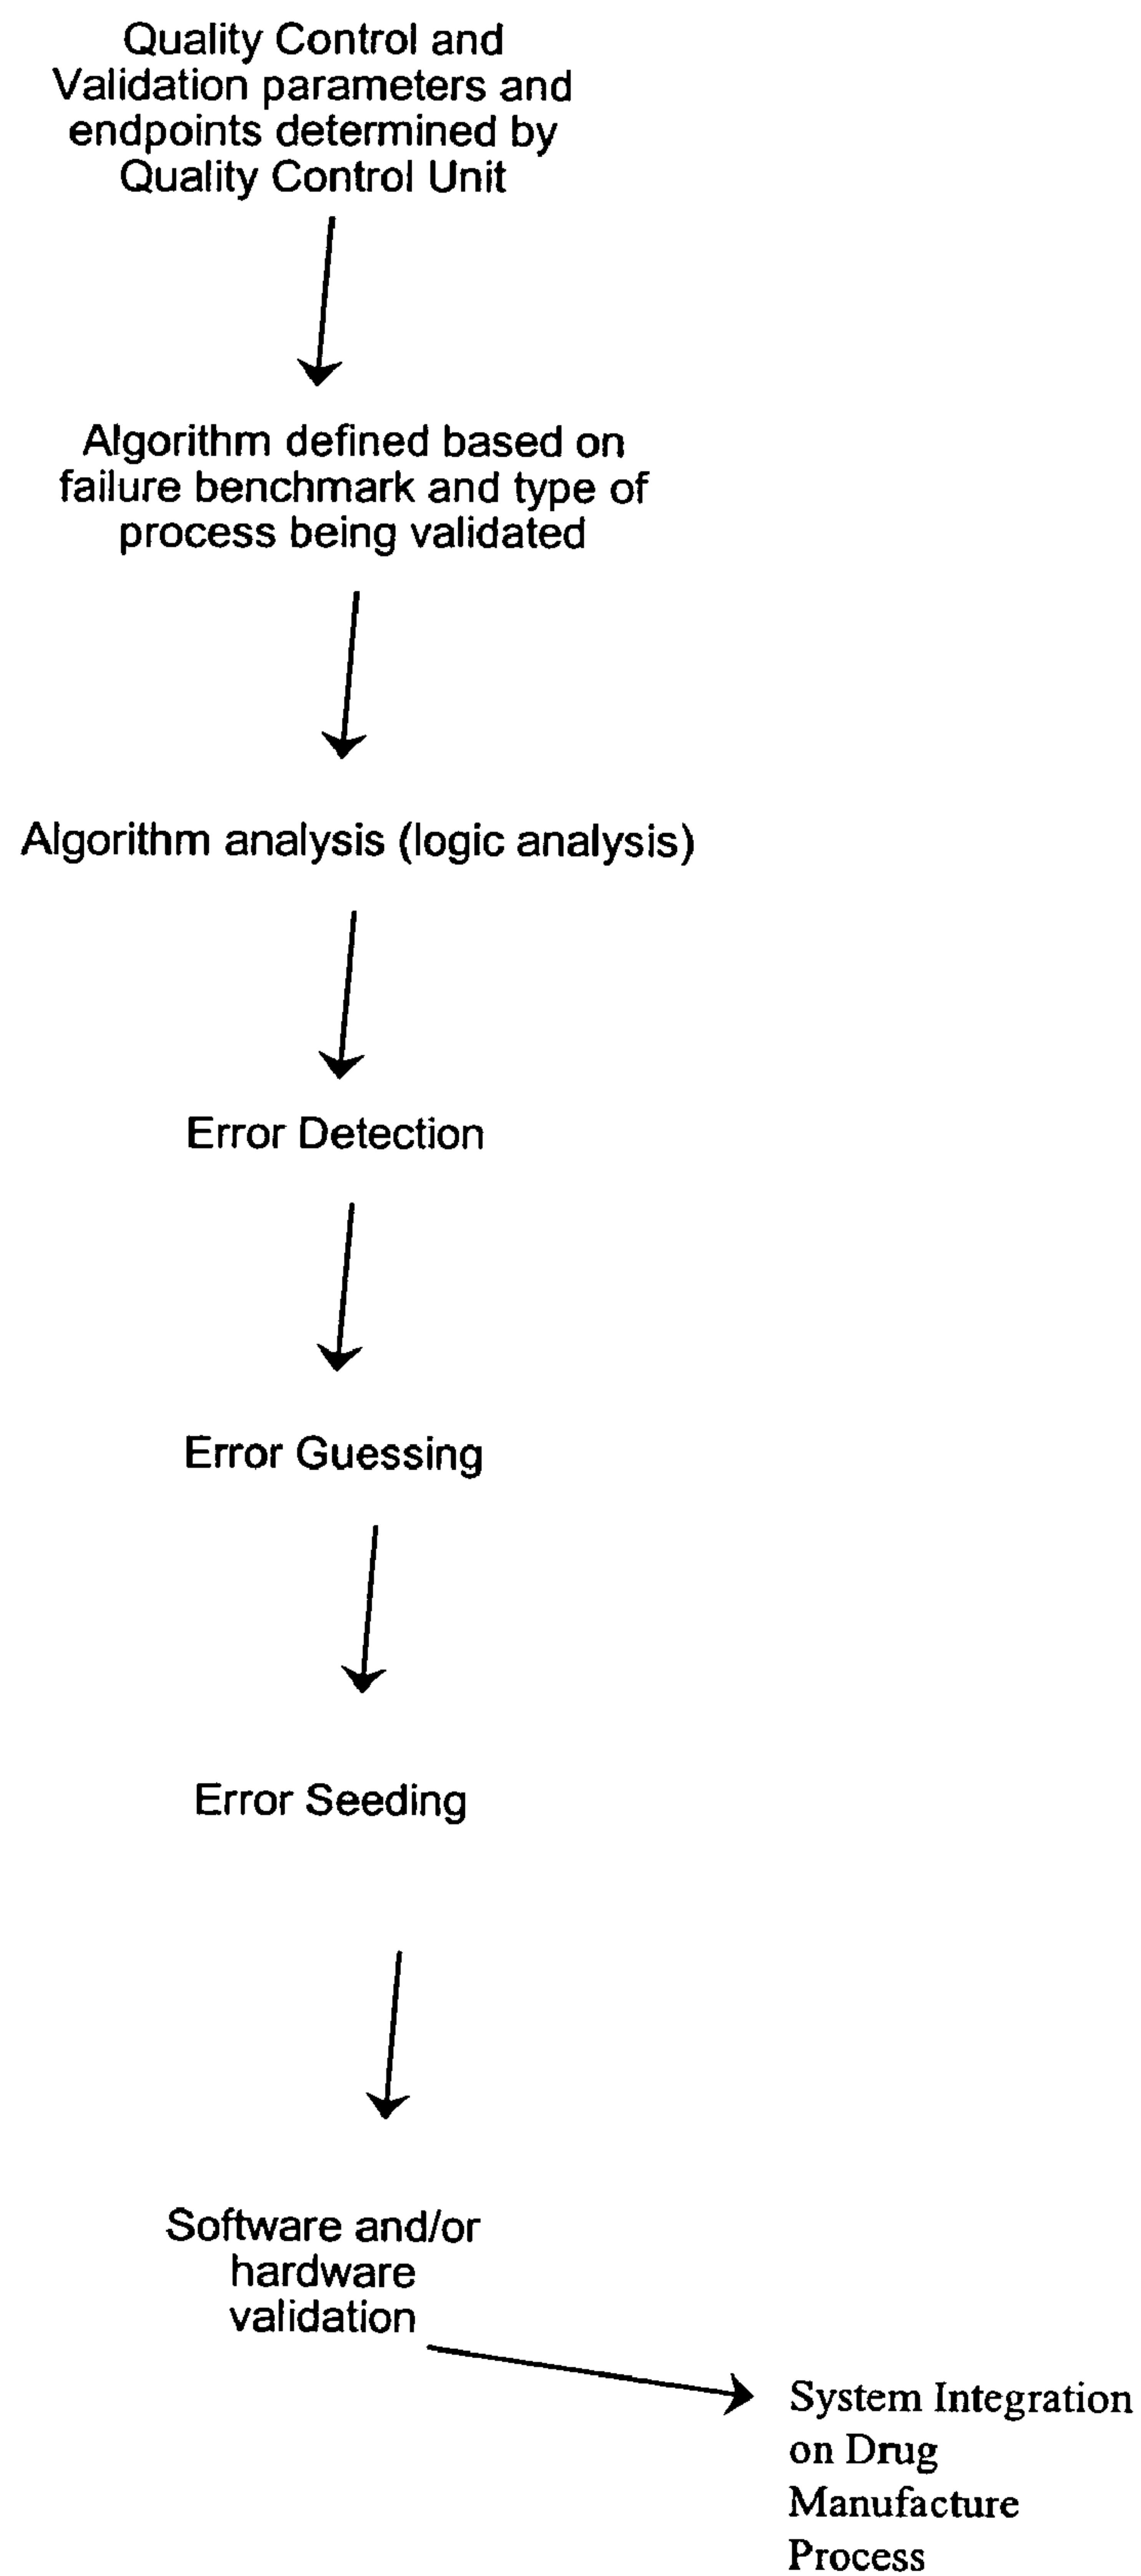 Quality Control and
Validation parameters and
endpoints determined by
Quality Control Unit
Algorithm defined based on
failure benchmark and type of
process being validated
Algorithm analysis (logic analysis)
Error Detection
Error Guessing
Error Seeding
Software and/or
hardware
validation
System Integration
on Drug
Manufacture
Process